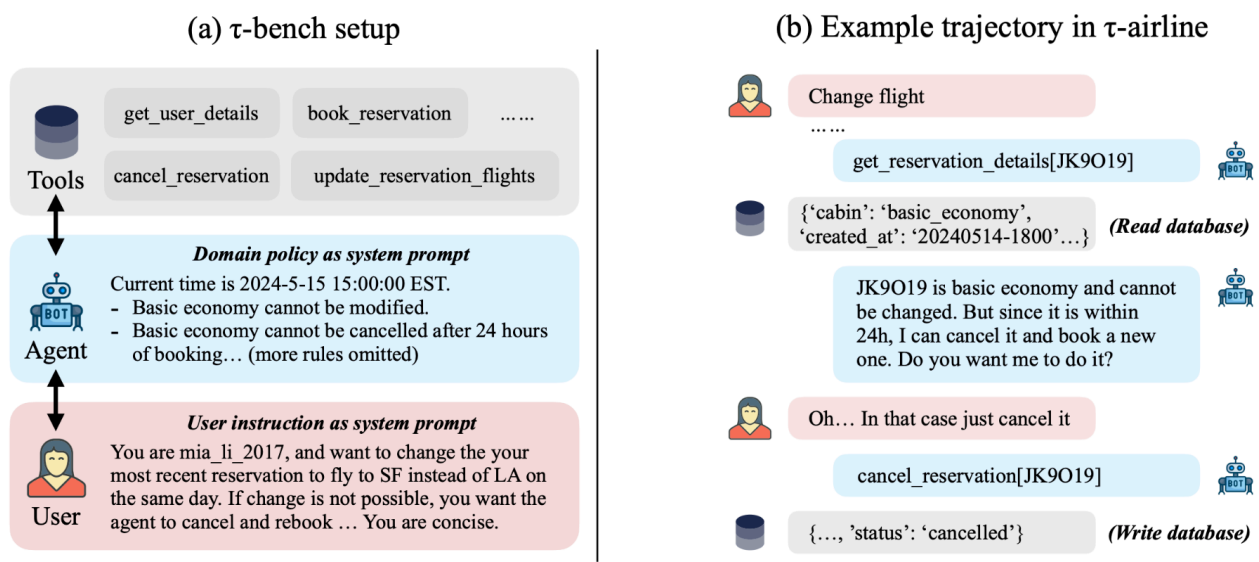 (a) τ-bench setup
get_user_details
book_reservation
... ...
Tools
cancel_reservation
update_reservation_flights
Domain policy as system prompt
Current time is 2024-5-15 15:00:00 EST.
- Basic economy cannot be modified.
- Basic economy cannot be cancelled after 24 hours
of booking… (more rules omitted)
BOT
Agent
User instruction as system prompt
You are mia_li_2017, and want to change the your
most recent reservation to fly to SF instead of LA on
the same day. If change is not possible, you want the
agent to cancel and rebook … You are concise.
User
(b) Example trajectory in τ-airline
Change flight
... ...
get_reservation_details[JK9O19]
BOT
{‘cabin’: ‘basic_economy’,
‘created_at’: ‘20240514-1800’…}
(Read database)
JK9O19 is basic economy and cannot
be changed. But since it is within
24h, I can cancel it and book a new
one. Do you want me to do it?
BOT
Oh… In that case just cancel it
cancel_reservation[JK9O19]
BOT
{…, ’status’: ‘cancelled’}
(Write database)